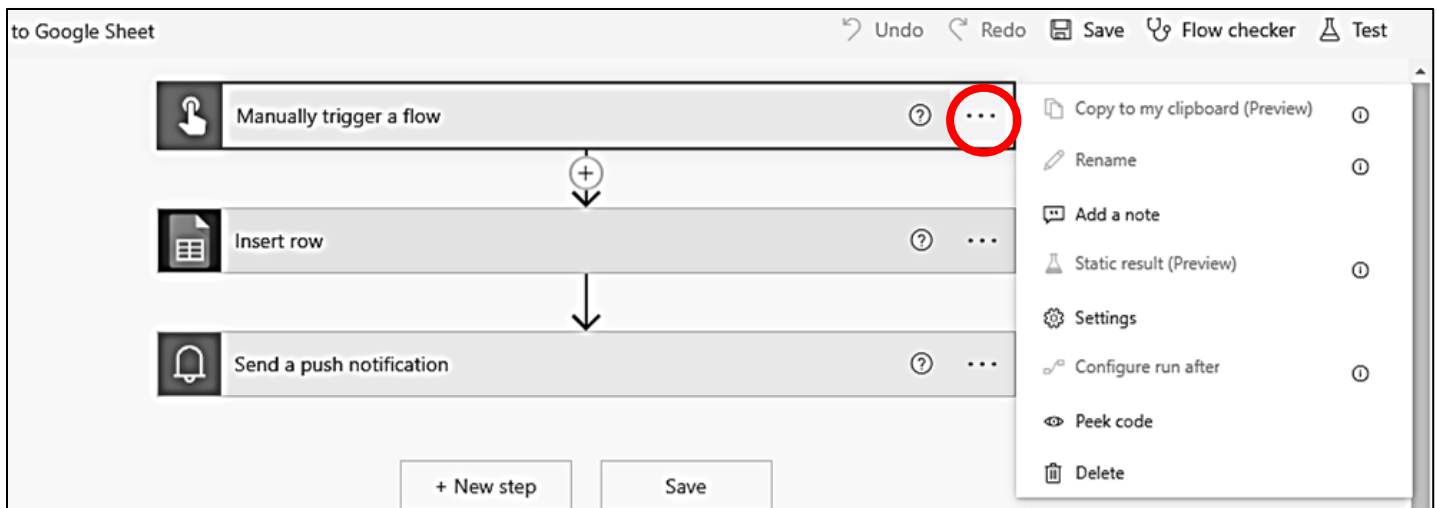 to Google Sheet
Undo Redo Save Flow checker Test
Manually trigger a flow
Insert row
Send a push notification
+ New step Save
Copy to my clipboard (Preview)
Rename
Add a note
Static result (Preview)
Settings
Configure run after
Peek code
Delete